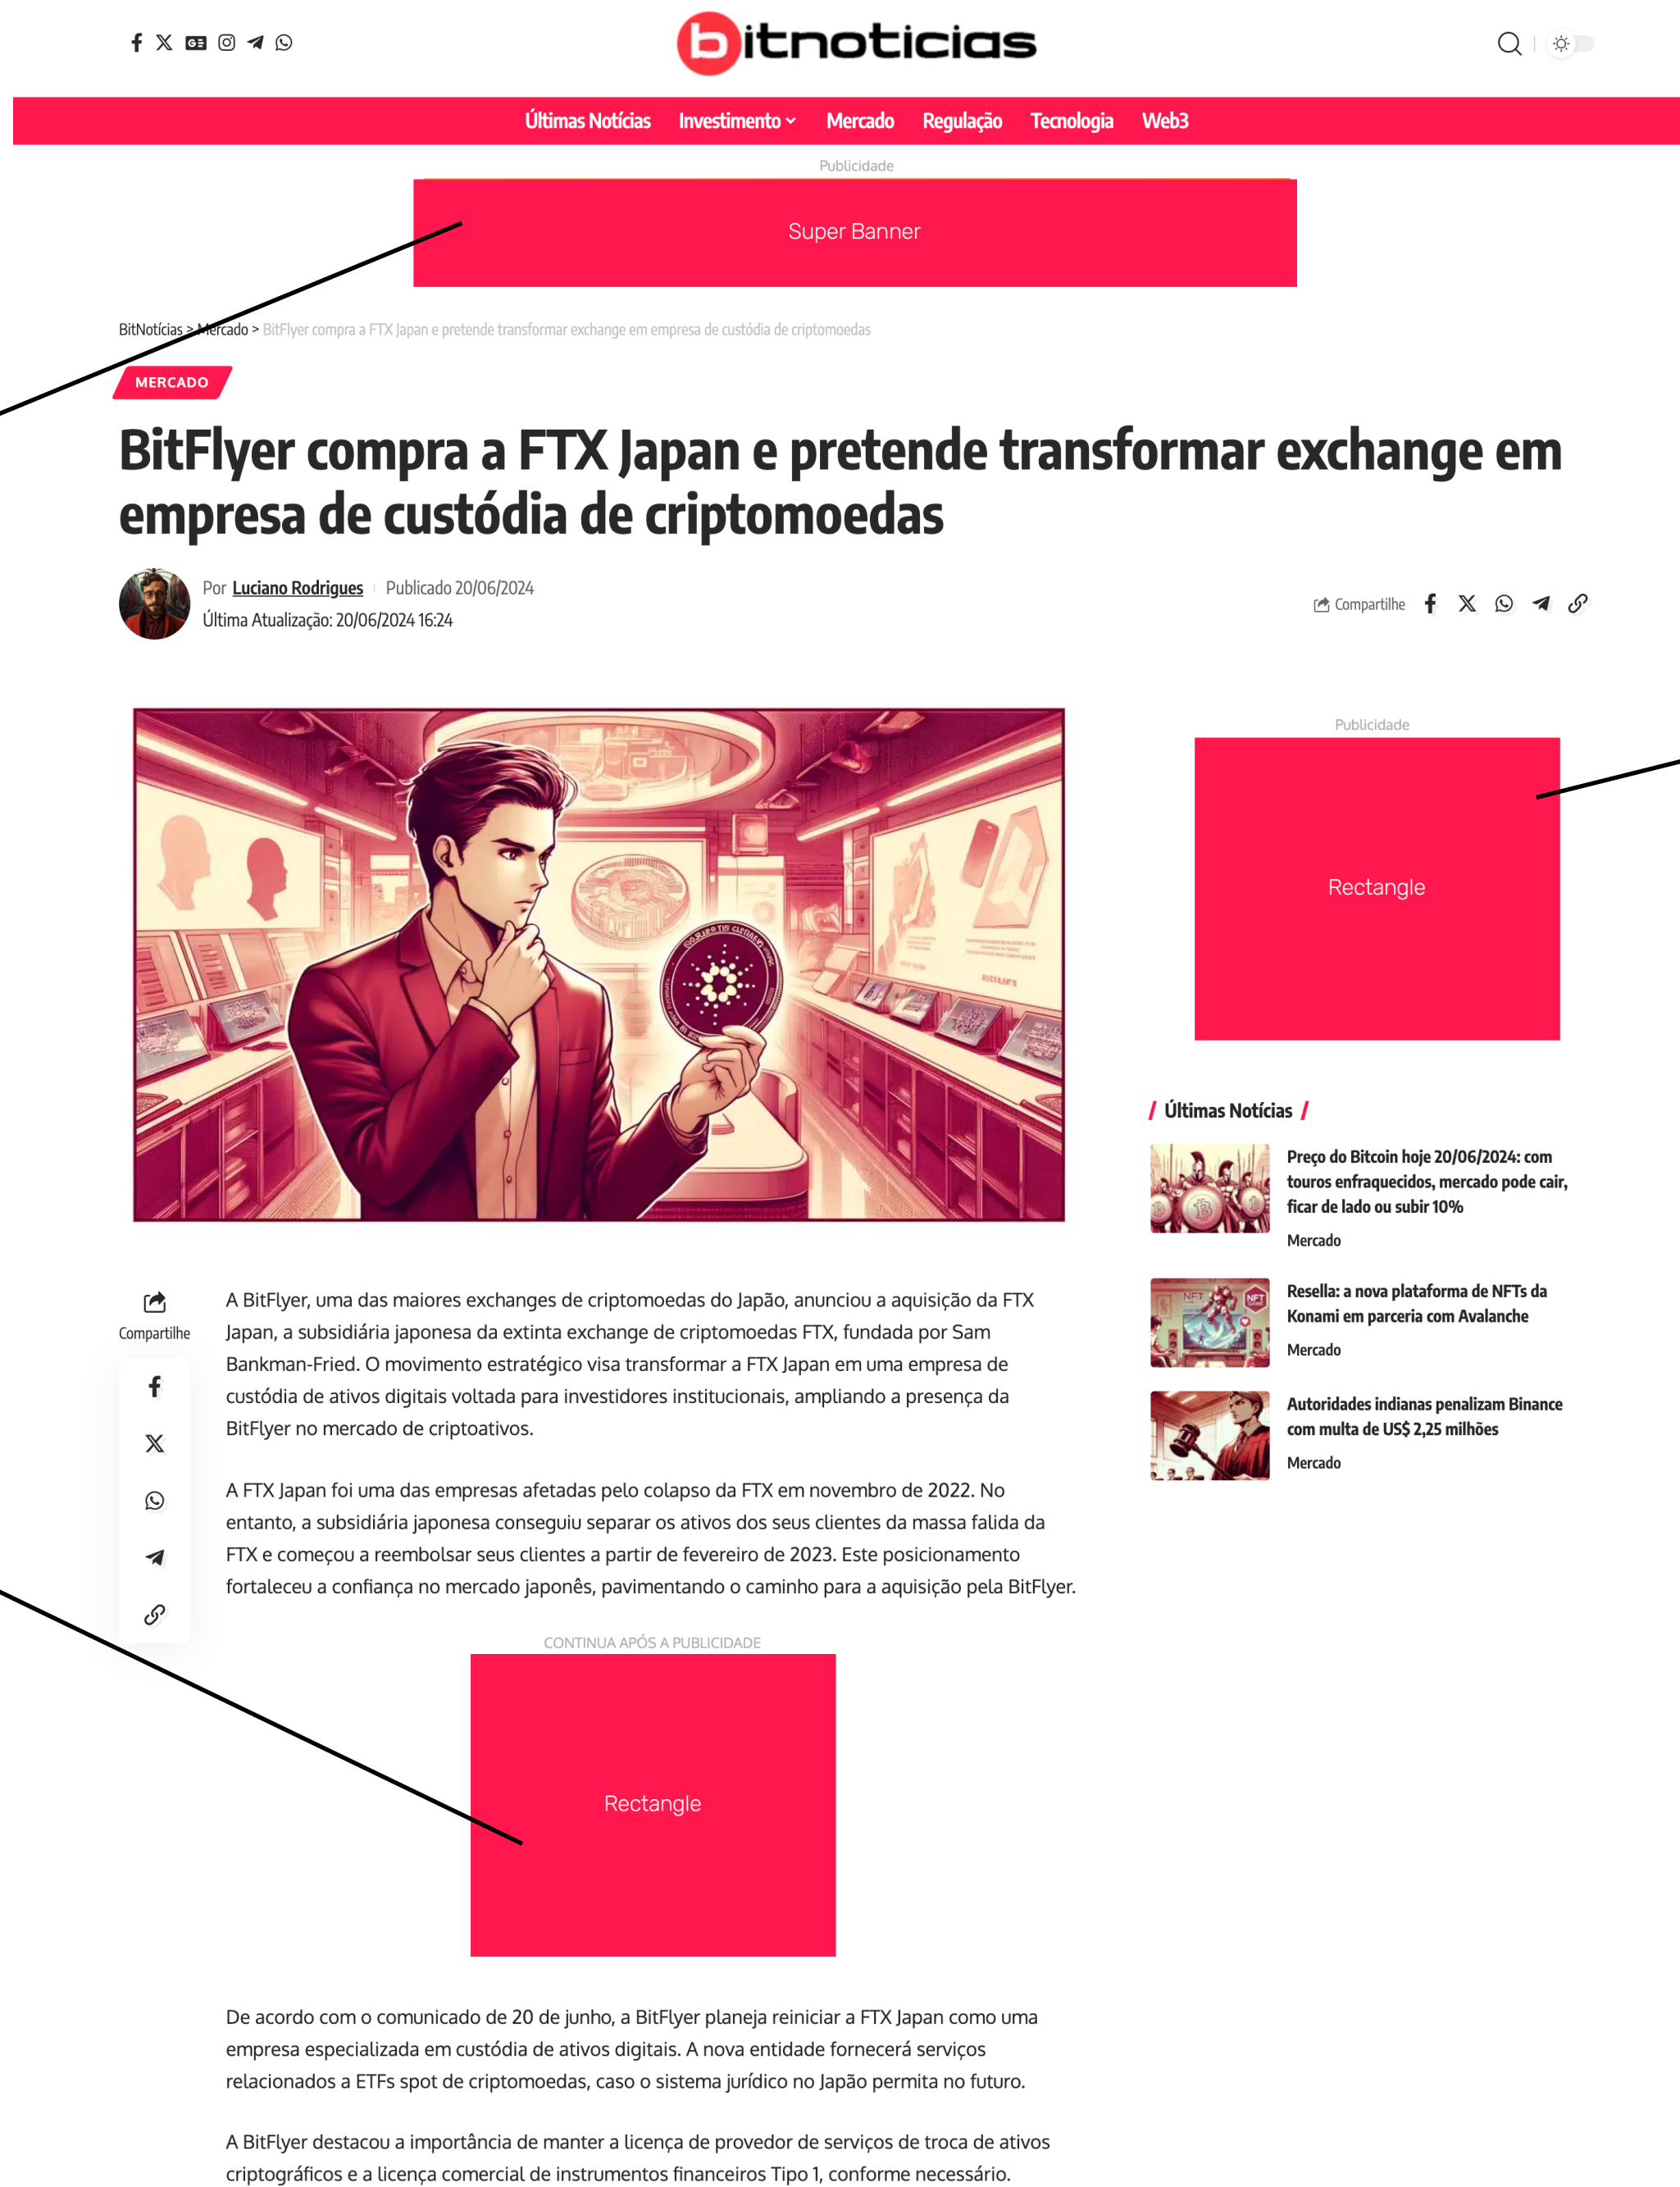 bitnoticias
Últimas Notícias Investimento Mercado Regulação Tecnologia Web3
Publicidade
Super Banner
BitNotícias > Mercado > BitFlyer compra a FTX Japan e pretende transformar exchange em empresa de custódia de criptomoedas
MERCADO
BitFlyer compra a FTX Japan e pretende transformar exchange em
empresa de custódia de criptomoedas
Por Luciano Rodrigues Publicado 20/06/2024
Última Atualização: 20/06/2024 16:24
Compartilhe
Publicidade
Rectangle
Últimas Notícias
Preço do Bitcoin hoje 20/06/2024: com
touros enfraquecidos, mercado pode cair,
ficar de lado ou subir 10%
Mercado
Resella: a nova plataforma de NFTs da
Konami em parceria com Avalanche
Mercado
Autoridades indianas penalizam Binance
com multa de US$ 2,25 milhões
Mercado
Compartilhe
A BitFlyer, uma das maiores exchanges de criptomoedas do Japão, anunciou a aquisição da FTX
Japan, a subsidiária japonesa da extinta exchange de criptomoedas FTX, fundada por Sam
Bankman-Fried. O movimento estratégico visa transformar a FTX Japan em uma empresa de
custódia de ativos digitais voltada para investidores institucionais, ampliando a presença da
BitFlyer no mercado de criptoativos.
A FTX Japan foi uma das empresas afetadas pelo colapso da FTX em novembro de 2022. No
entanto, a subsidiária japonesa conseguiu separar os ativos dos seus clientes da massa falida da
FTX e começou a reembolsar seus clientes a partir de fevereiro de 2023. Este posicionamento
fortaleceu a confiança no mercado japonês, pavimentando o caminho para a aquisição pela BitFlyer.
CONTINUA APÓS A PUBLICIDADE
Rectangle
De acordo com o comunicado de 20 de junho, a BitFlyer planeja reiniciar a FTX Japan como uma
empresa especializada em custódia de ativos digitais. A nova entidade fornecerá serviços
relacionados a ETFs spot de criptomoedas, caso o sistema jurídico no Japão permita no futuro.
A BitFlyer destacou a importância de manter a licença de provedor de serviços de troca de ativos
criptográficos e a licença comercial de instrumentos financeiros Tipo 1, conforme necessário.